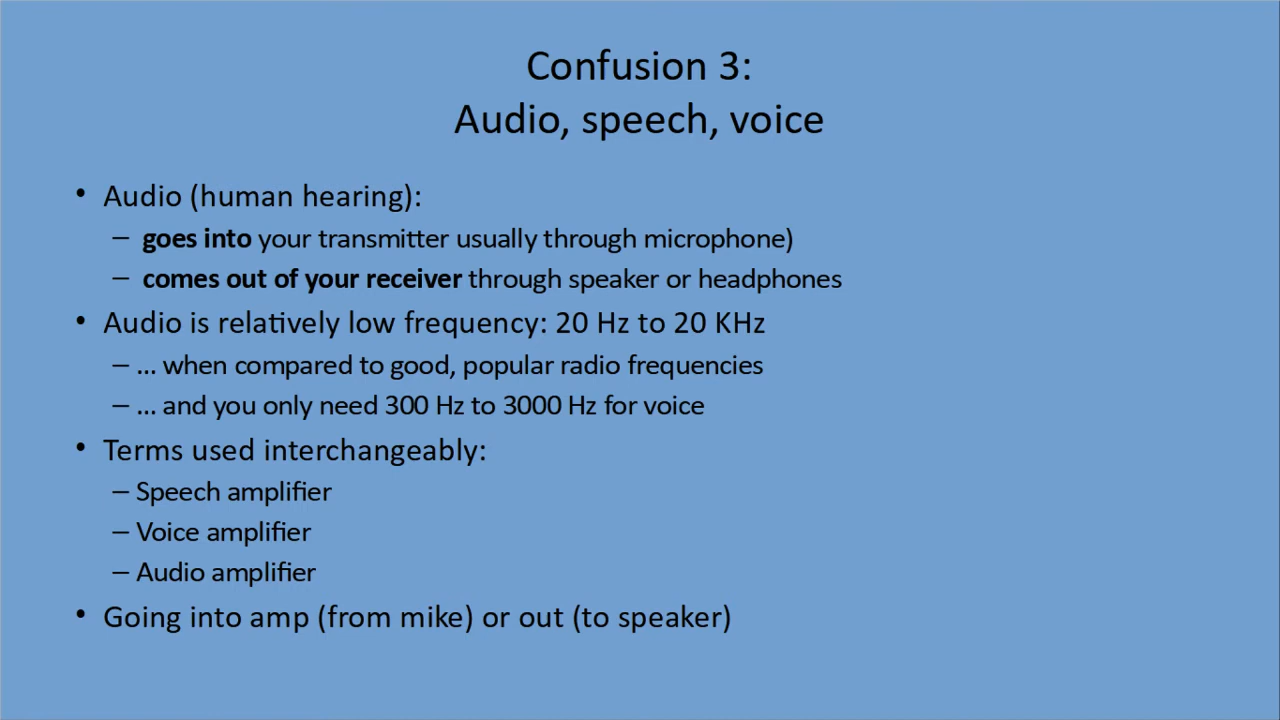 Confusion 3:
Audio, speech, voice
• Audio (human hearing):
– goes into your transmitter usually through microphone)
– comes out of your receiver through speaker or headphones
• Audio is relatively low frequency: 20 Hz to 20 KHz
– … when compared to good, popular radio frequencies
– … and you only need 300 Hz to 3000 Hz for voice
• Terms used interchangeably:
– Speech amplifier
– Voice amplifier
– Audio amplifier
• Going into amp (from mike) or out (to speaker)